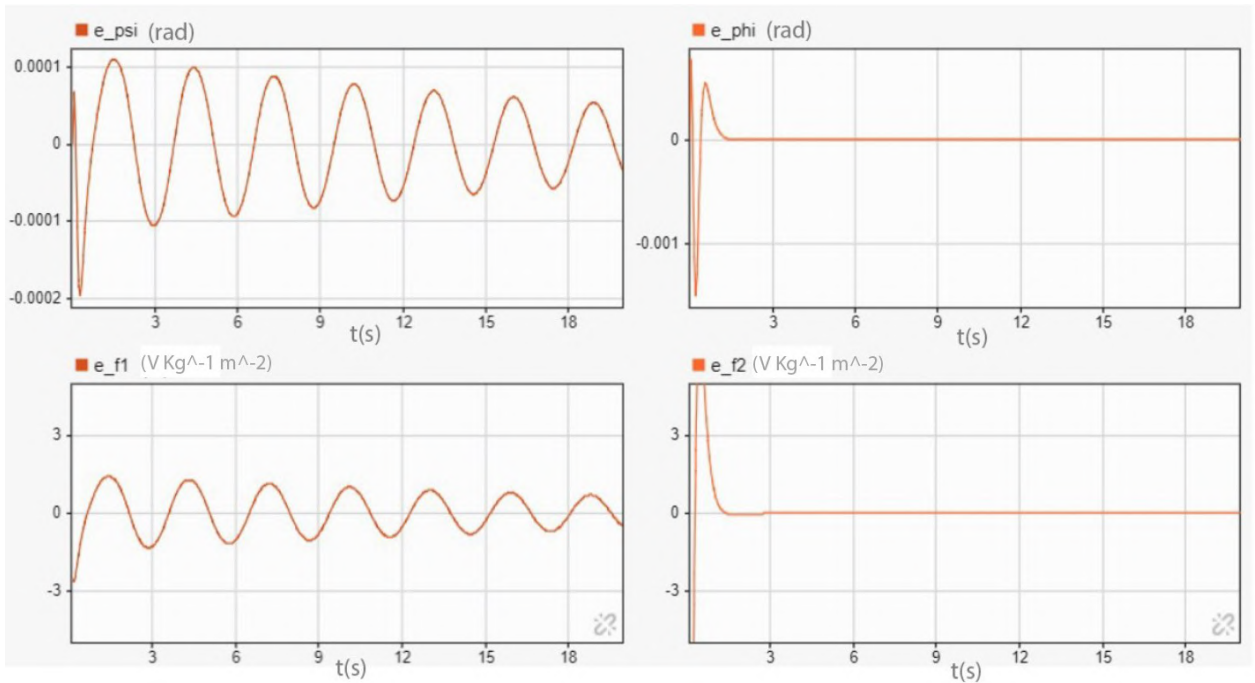 e_psi (rad)
0.0001
0
-0.0001
-0.0002
3 6 9 12 15 18
t(s)
e_phi (rad)
0
-0.001
3 6 9 12 15 18
t(s)
e_f1 (V Kg^-1 m^-2)
3
0
-3
3 6 9 12 15 18
t(s)
e_f2 (V Kg^-1 m^-2)
3
0
-3
3 6 9 12 15 18
t(s)